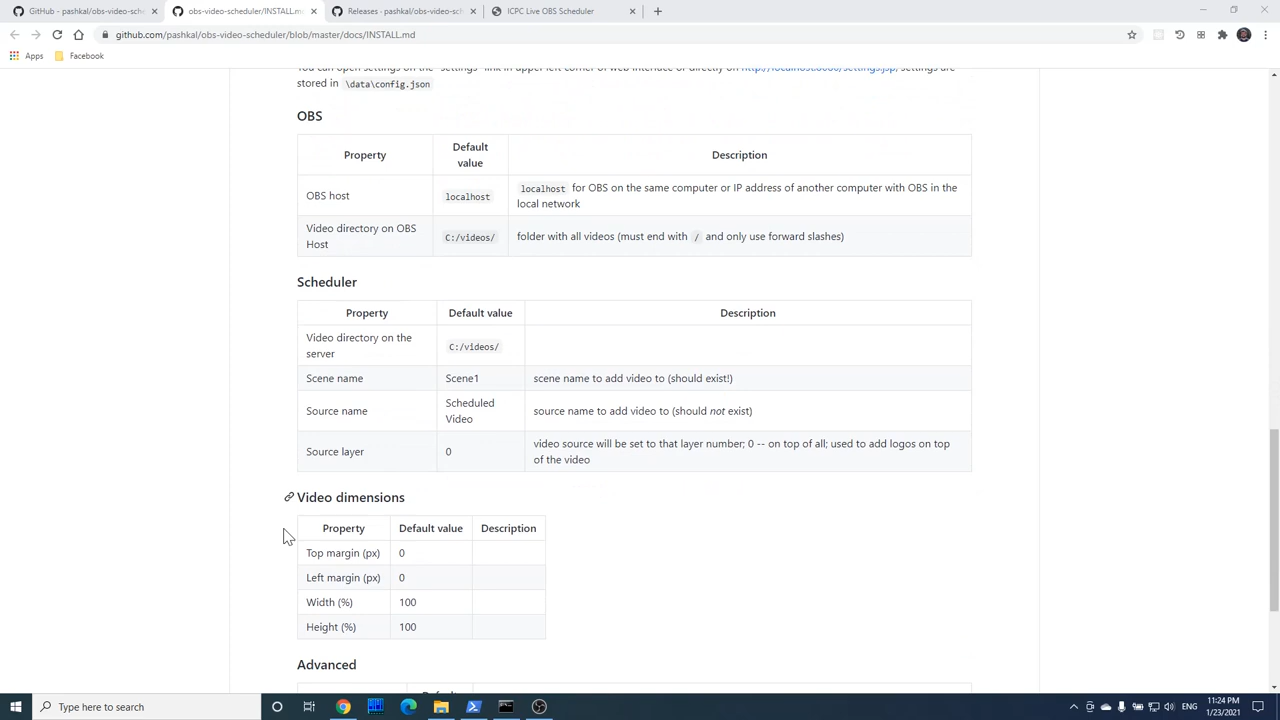 GitHub - pashkal/obs-video-sche
obs-video-scheduler/INSTALL.md
Releases - pashkal/obs-video-sch
ICPC Live OBS Scheduler
github.com/pashkal/obs-video-scheduler/blob/master/docs/INSTALL.md
Apps
Facebook
You can open settings on the "settings" link in upper left corner of web interface or directly on http://localhost:8080/settings.jsp, settings are
stored in \data\config.json
OBS
Property
Default
value
Description
OBS host
localhost
localhost for OBS on the same computer or IP address of another computer with OBS in the
local network
Video directory on OBS
Host
C:/videos/
folder with all videos (must end with / and only use forward slashes)
Scheduler
Property
Default value
Description
Video directory on the
server
C:/videos/
Scene name
Scene1
scene name to add video to (should exist!)
Source name
Scheduled
Video
source name to add video to (should not exist)
Source layer
0
video source will be set to that layer number; 0 -- on top of all; used to add logos on top
of the video
Video dimensions
Property
Default value
Description
Top margin (px)
0
Left margin (px)
0
Width (%)
100
Height (%)
100
Advanced
Type here to search
ENG
11:24 PM
1/23/2021